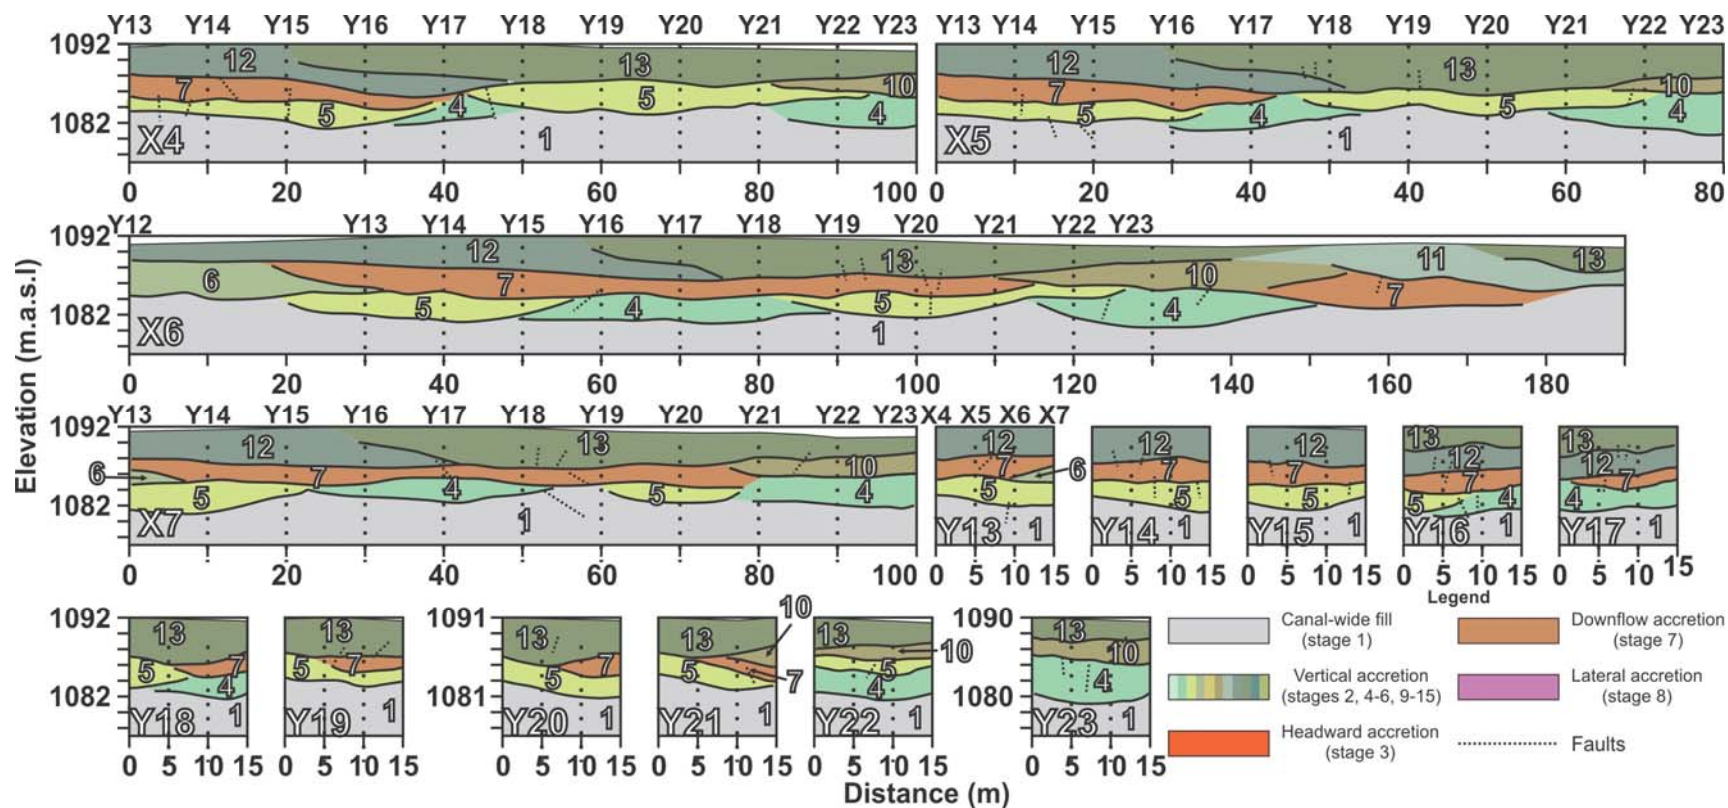 Y13 Y14 Y15 Y16 Y17 Y18 Y19 Y20 Y21 Y22 Y23
1092
1082
12
13
7
5
4
5
10
4
1
X4
0 20 40 60 80 100
Y13 Y14 Y15 Y16 Y17 Y18 Y19 Y20 Y21 Y22 Y23
12
13
7
5
4
5
10
4
1
X5
0 20 40 60 80
Y12 Y13 Y14 Y15 Y16 Y17 Y18 Y19 Y20 Y21 Y22 Y23
1092
1082
12
13
11
13
6
7
10
7
5
4
5
4
1
X6
0 20 40 60 80 100 120 140 160 180
Elevation (m.a.s.l)
Y13 Y14 Y15 Y16 Y17 Y18 Y19 Y20 Y21 Y22 Y23
1092
1082
12
13
6
7
10
5
4
5
4
1
X7
0 20 40 60 80 100
X4 X5 X6 X7
12
7
6
5
Y13
1
0 5 10 15
12
7
5
Y14
1
0 5 10 15
12
7
5
Y15
1
0 5 10 15
13
12
7
5
4
Y16
1
0 5 10 15
13
12
7
4
Y17
1
0 5 10 15
1092
1082
13
5
7
4
Y18
1
0 5 10 15
13
5
7
Y19
1
0 5 10 15
1091
1081
13
7
5
Y20
1
0 5 10 15
13
10
5
7
Y21
1
0 5 10 15
13
10
5
4
Y22
1
0 5 10 15
1090
1080
13
10
4
Y23
1
0 5 10 15
Distance (m)
Legend
Canal-wide fill
(stage 1)
Vertical accretion
(stages 2, 4-6, 9-15)
Headward accretion
(stage 3)
Downflow accretion
(stage 7)
Lateral accretion
(stage 8)
Faults